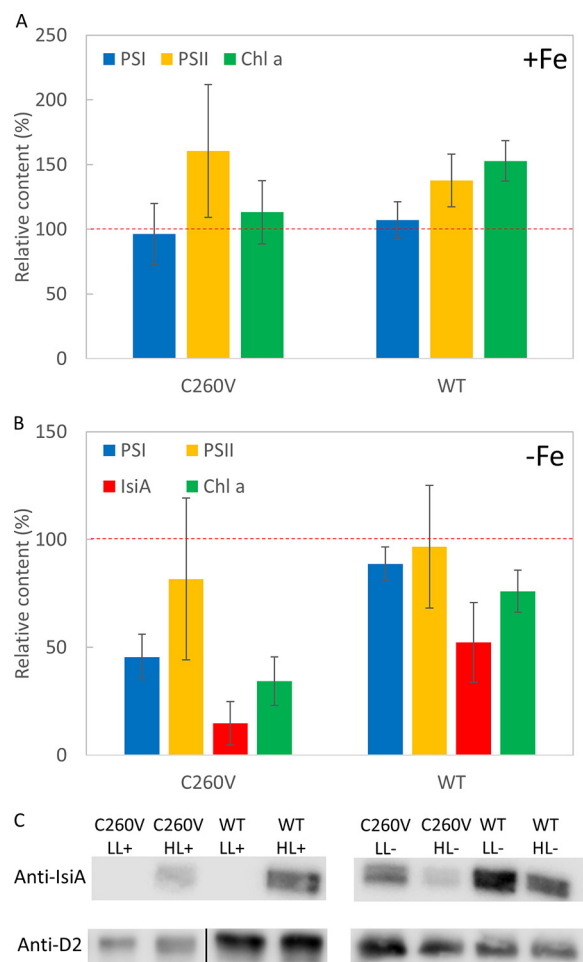 A
250
PSI PSII Chl a
+Fe
200
150
100
50
0
Relative content (%)
C260V WT
B
150
PSI PSII
IsiA Chl a
-Fe
100
50
0
Relative content (%)
C260V WT
C
C260V C260V WT WT C260V C260V WT WT
LL+ HL+ LL+ HL+ LL- HL- LL- HL-
Anti-IsiA
Anti-D2